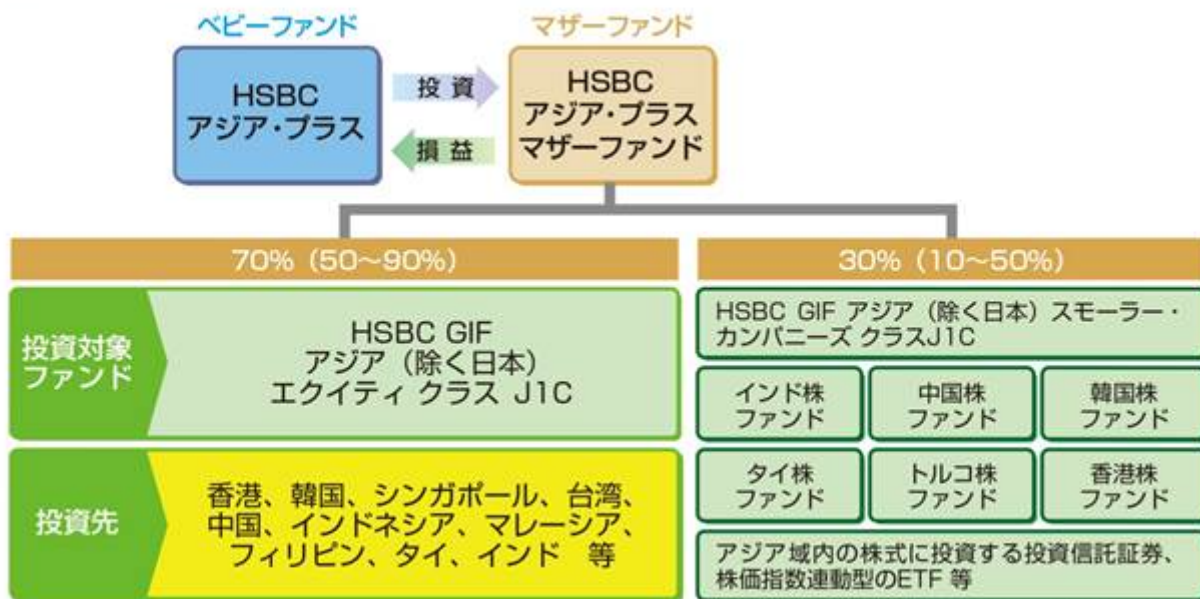 ベビーファンド
HSBC
アジア・プラス
投資
損益
マザーファンド
HSBC
アジア・プラス
マザーファンド
70%（50～90%）
投資対象
ファンド
HSBC GIF
アジア（除く日本）
エクイティ クラス J1C
投資先
香港、韓国、シンガポール、台湾、
中国、インドネシア、マレーシア、
フィリピン、タイ、インド 等
30%（10～50%）
HSBC GIF アジア（除く日本）スモーラー・
カンパニーズ クラスJ1C
インド株
ファンド
中国株
ファンド
韓国株
ファンド
タイ株
ファンド
トルコ株
ファンド
香港株
ファンド
アジア域内の株式に投資する投資信託証券、
株価指数連動型のETF 等